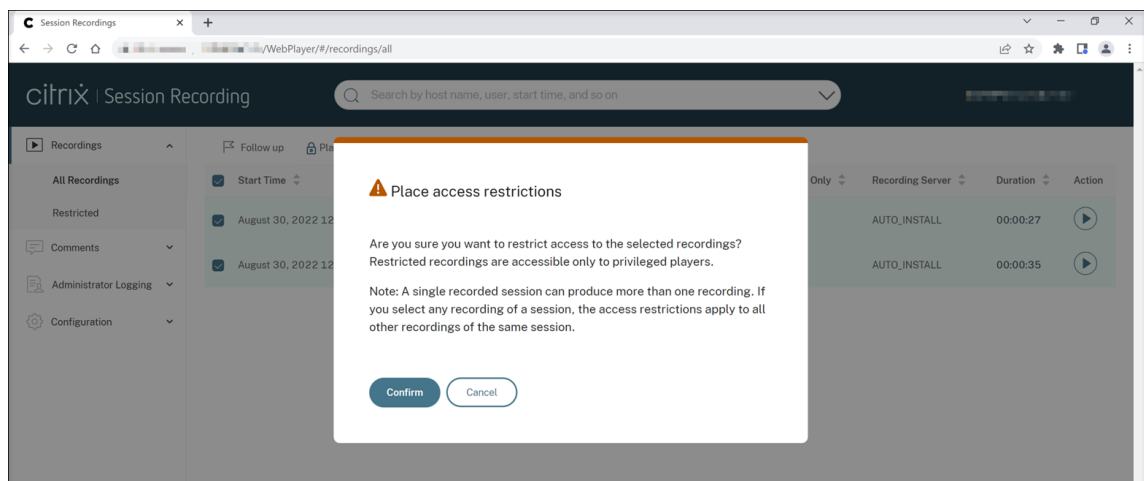 Session Recordings
/WebPlayer/#/recordings/all
citrix | Session Recording
Search by host name, user, start time, and so on
Recordings
Follow up
Pla
All Recordings
Start Time
Only
Recording Server
Duration
Action
Restricted
August 30, 2022 12
AUTO_INSTALL
00:00:27
Comments
August 30, 2022 12
AUTO_INSTALL
00:00:35
Administrator Logging
Configuration
Place access restrictions
Are you sure you want to restrict access to the selected recordings?
Restricted recordings are accessible only to privileged players.
Note: A single recorded session can produce more than one recording. If
you select any recording of a session, the access restrictions apply to all
other recordings of the same session.
Confirm
Cancel